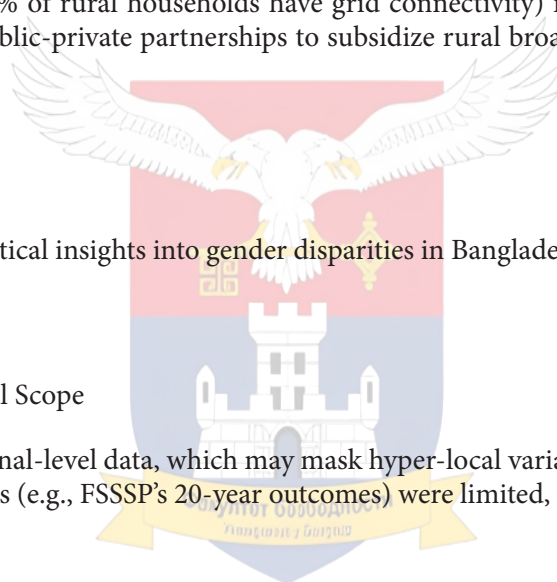 % of rural households have grid connectivity)
blic-private partnerships to subsidize rural broa
tical insights into gender disparities in Banglade
l Scope
nal-level data, which may mask hyper-local varia
s (e.g., FSSSP's 20-year outcomes) were limited,